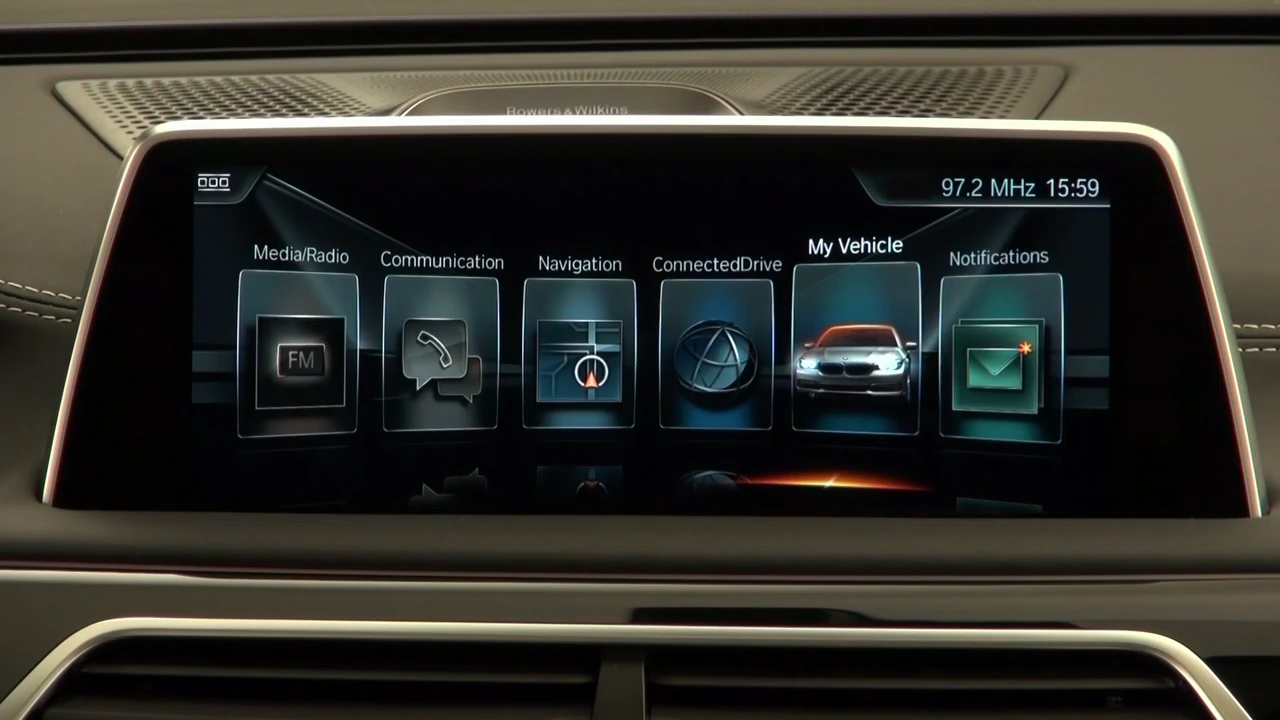 Bowers & Wilkins
97.2 MHz 15:59
Media/Radio
Communication
Navigation
ConnectedDrive
My Vehicle
Notifications
FM